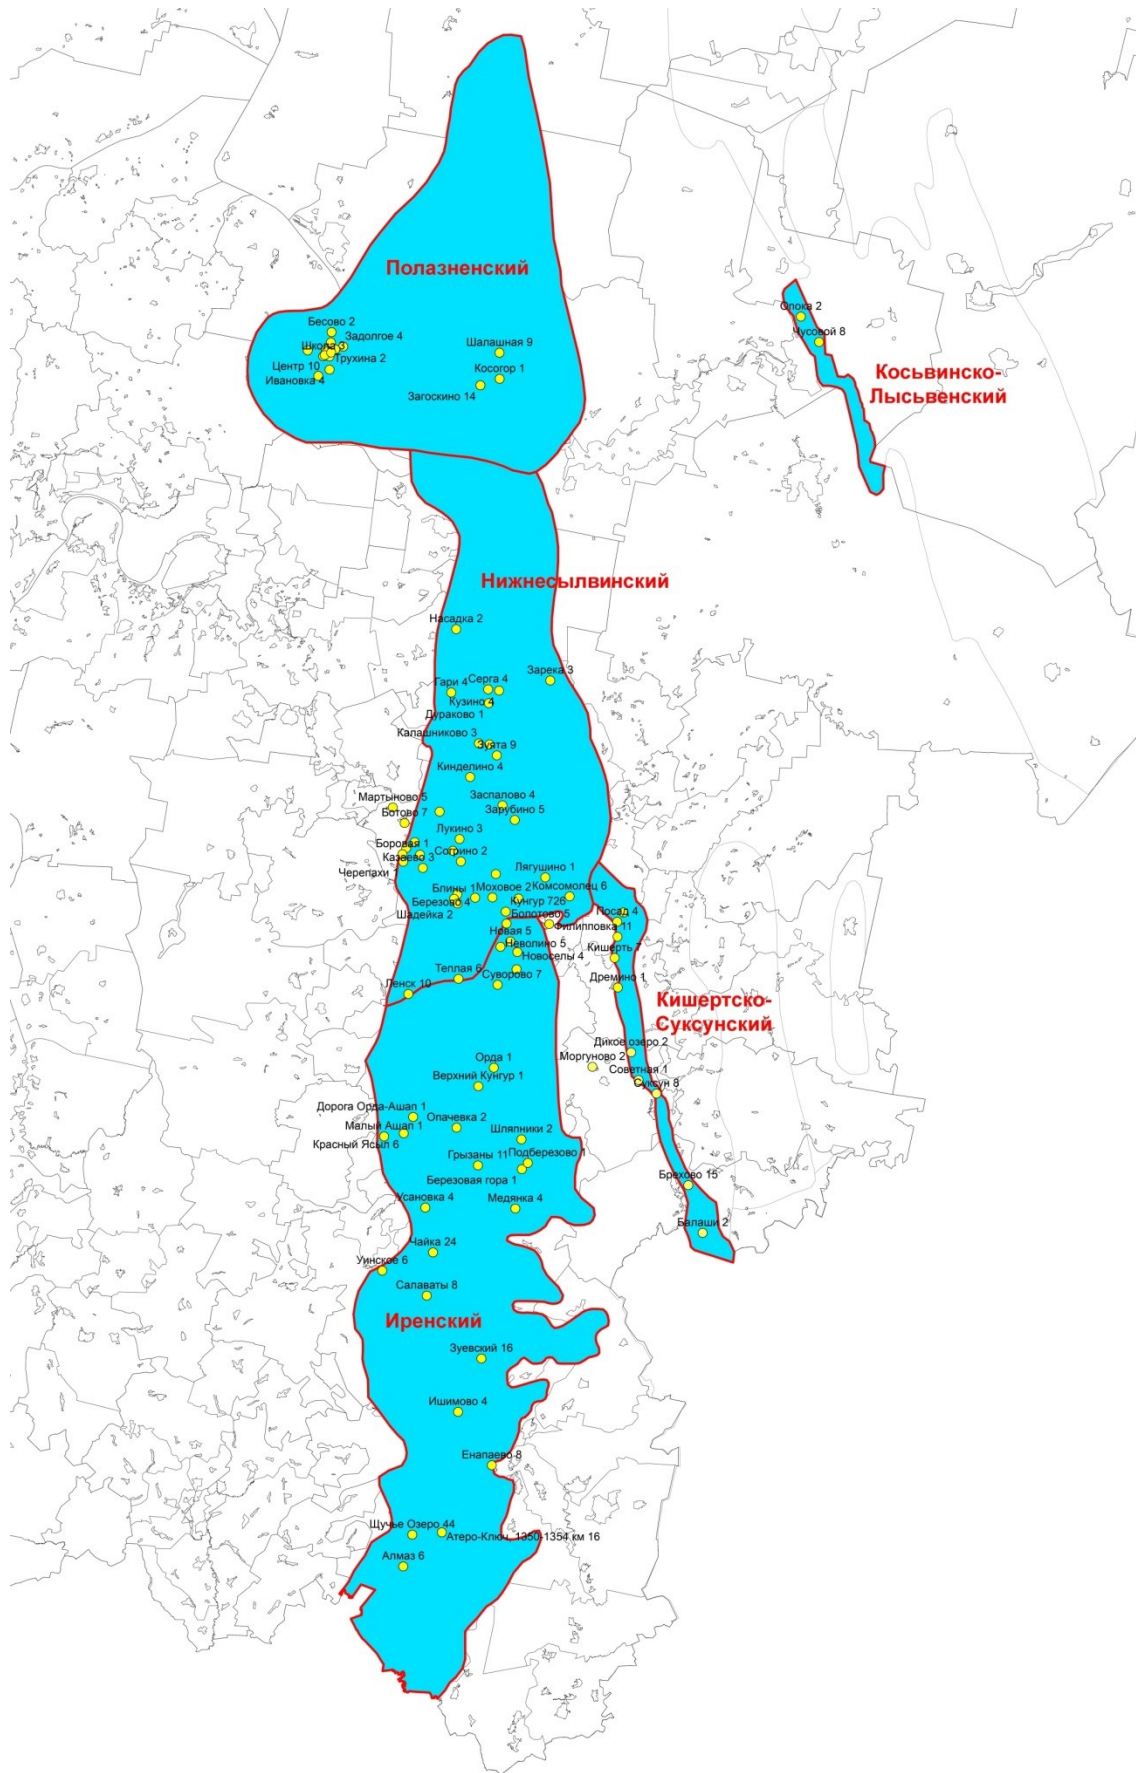 Полазненский
Бесово 2
Опока 2
Задолгое 4
Чусовой 8
Школа 3
Шалашная 9
Трухина 2
Центр 10
Косогор 1
Косьвинско-
Лысьвенский
Ивановка 4
Загоскино 14
Нижнесылвинский
Насадка 2
Зарека 3
Гари 4
Серга 4
Кузино 4
Дураково 1
Калашниково 3
Зуята 9
Кинделино 4
Мартыново 5
Заспалово 4
Ботово 7
Зарубино 5
Лукино 3
Боровая 1
Согрино 2
Казаево 3
Черепахи 1
Лягушино 1
Блины 1
Моховое 2
Комсомолец 6
Березово 4
Кунгур 726
Шадейка 2
Болотово 5
Посад 4
Филипповка 11
Новая 5
Неволино 5
Кишерть 7
Новоселы 4
Теплая 6
Суворово 7
Дремино 1
Ленск 10
Кишертско-
Суксунский
Дикое озеро 2
Орда 1
Моргуново 2
Советная 1
Верхний Кунгур 1
Суксун 8
Дорога Орда-Ашап 1
Опачевка 2
Малый Ашап 1
Шляпники 2
Красный Ясыл 6
Подберезово 1
Грызаны 11
Березовая гора 1
Брехово 15
Усановка 4
Медянка 4
Балаши 2
Чайка 24
Уинское 6
Салаваты 8
Иренский
Зуевский 16
Ишимово 4
Енапаево 8
Щучье Озеро 44
Атеро-Ключ, 1350-1354 км 16
Алмаз 6